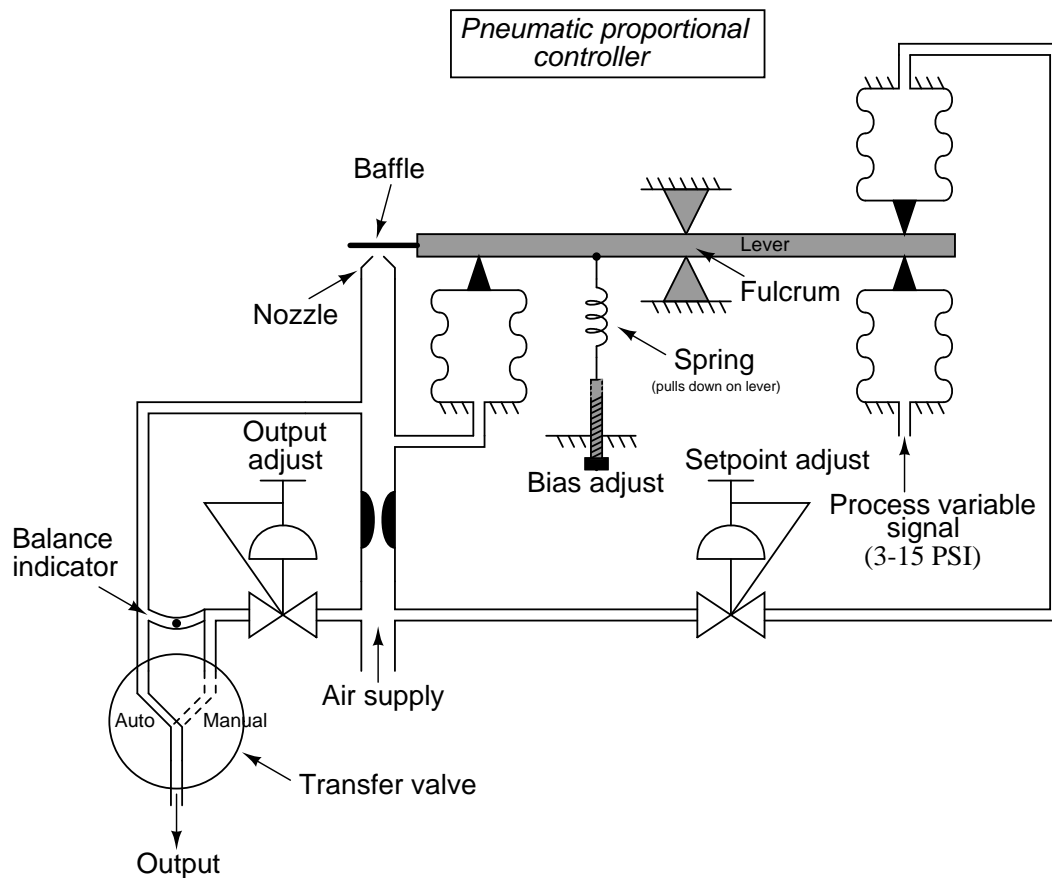 Pneumatic proportional
controller
Baffle
Lever
Nozzle
Fulcrum
Spring
(pulls down on lever)
Output
adjust
Bias adjust
Setpoint adjust
Process variable
signal
(3-15 PSI)
Balance
indicator
Air supply
Auto
Manual
Transfer valve
Output